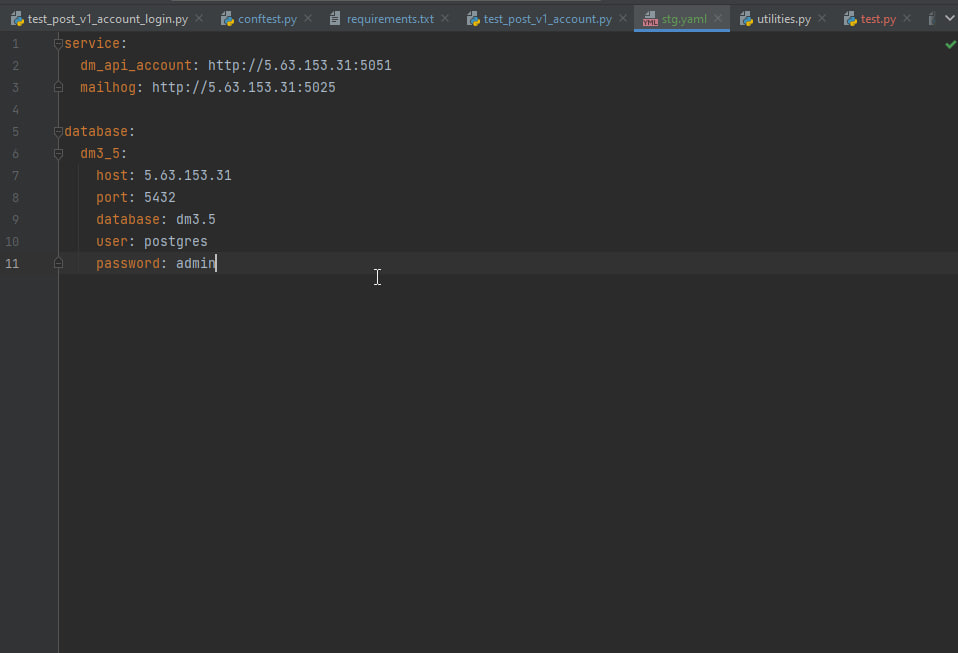 test_post_v1_account_login.py conftest.py requirements.txt test_post_v1_account.py stg.yaml utilities.py test.py
1 service:
2   dm_api_account: http://5.63.153.31:5051
3   mailhog: http://5.63.153.31:5025
4
5 database:
6   dm3_5:
7     host: 5.63.153.31
8     port: 5432
9     database: dm3.5
10     user: postgres
11     password: admin